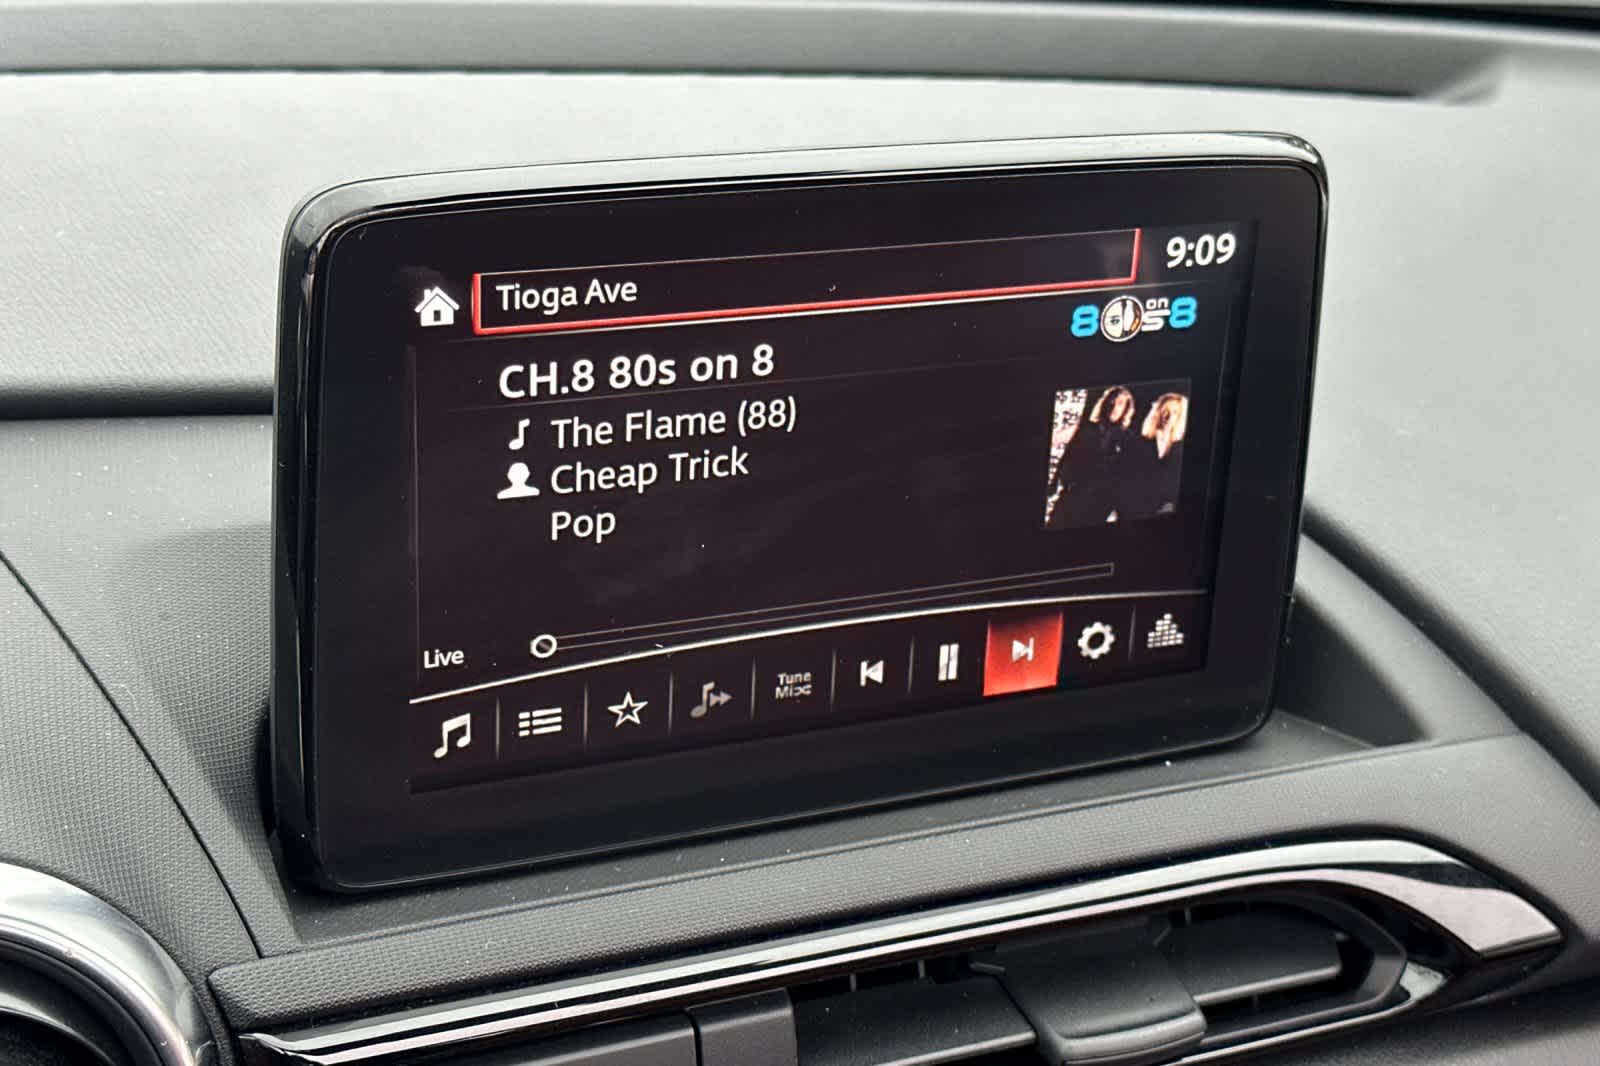 Tioga Ave
9:09
80s on 8
CH.8 80s on 8
The Flame (88)
Cheap Trick
Pop
Live
Tune
Mix